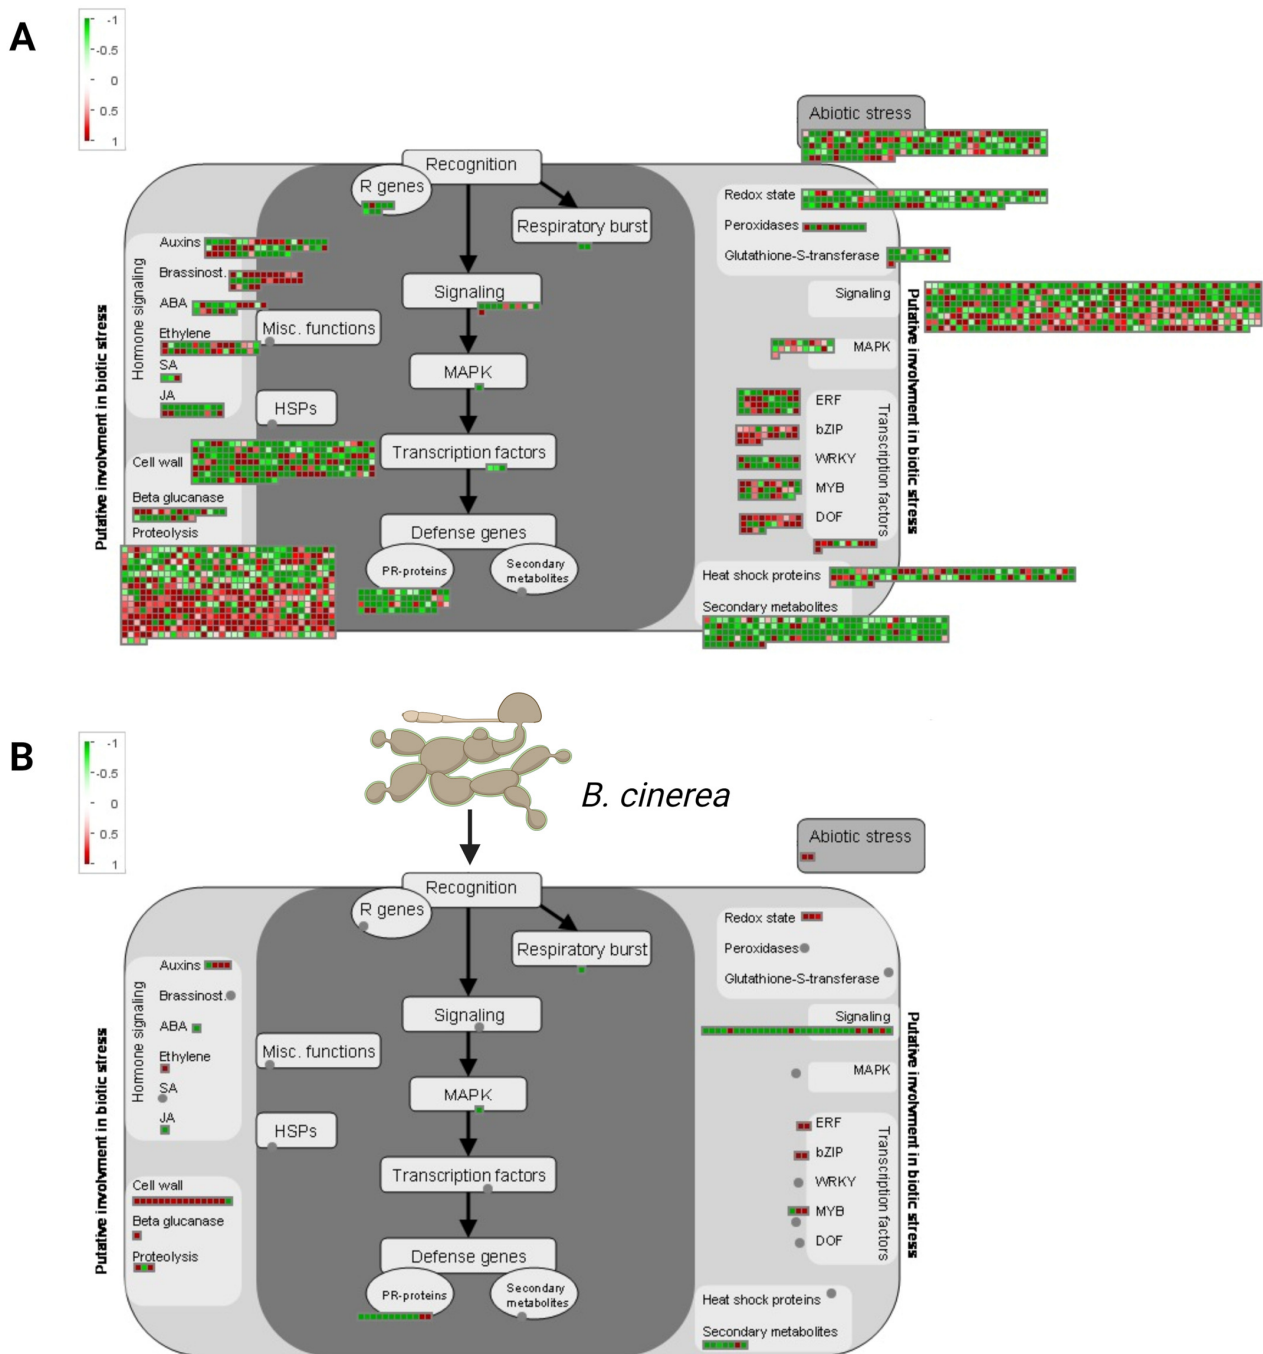 A
-1
-0.5
0
0.5
1
Abiotic stress
Recognition
R genes
Respiratory burst
Redox state
Peroxidases
Glutathione-S-transferase
Auxins
Brassinost.
ABA
Ethylene
SA
JA
Hormone signaling
Misc. functions
HSPs
Signaling
MAPK
Transcription factors
Defense genes
PR-proteins
Secondary
metabolites
Cell wall
Beta glucanase
Proteolysis
Putative involvment in biotic stress
Signaling
MAPK
ERF
bZIP
WRKY
MYB
DOF
Transcription factors
Putative involvment in biotic stress
Heat shock proteins
Secondary metabolites
B
-1
-0.5
0
0.5
1
B. cinerea
Abiotic stress
Recognition
R genes
Respiratory burst
Redox state
Peroxidases
Glutathione-S-transferase
Auxins
Brassinost.
ABA
Ethylene
SA
JA
Hormone signaling
Misc. functions
HSPs
Signaling
MAPK
Transcription factors
Defense genes
PR-proteins
Secondary
metabolites
Cell wall
Beta glucanase
Proteolysis
Putative involvment in biotic stress
Signaling
MAPK
ERF
bZIP
WRKY
MYB
DOF
Transcription factors
Putative involvment in biotic stress
Heat shock proteins
Secondary metabolites